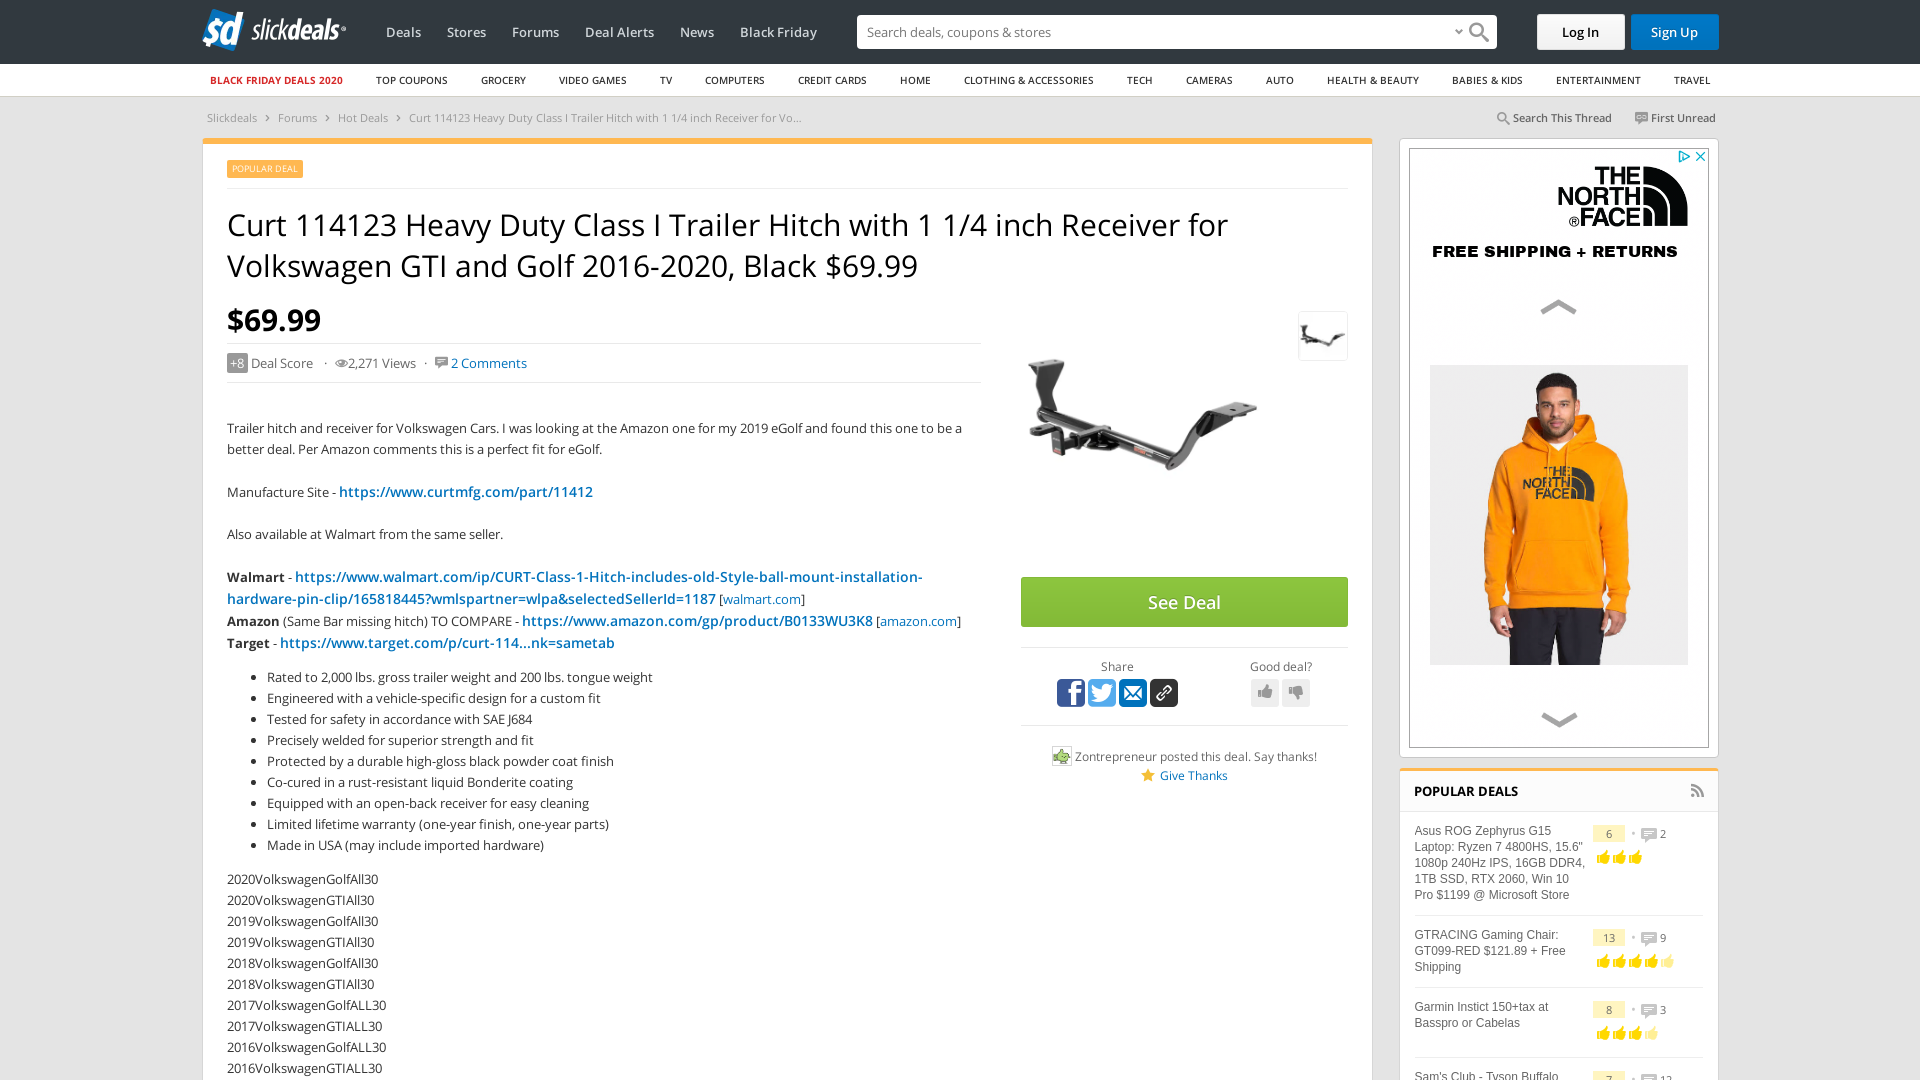 slickdeals
Deals
Stores
Forums
Deal Alerts
News
Black Friday
Search deals, coupons & stores
Log In
Sign Up
BLACK FRIDAY DEALS 2020
TOP COUPONS
GROCERY
VIDEO GAMES
TV
COMPUTERS
CREDIT CARDS
HOME
CLOTHING & ACCESSORIES
TECH
CAMERAS
AUTO
HEALTH & BEAUTY
BABIES & KIDS
ENTERTAINMENT
TRAVEL
Slickdeals > Forums > Hot Deals > Curt 114123 Heavy Duty Class I Trailer Hitch with 1 1/4 inch Receiver for Vo...
Search This Thread
First Unread
POPULAR DEAL
Curt 114123 Heavy Duty Class I Trailer Hitch with 1 1/4 inch Receiver for
Volkswagen GTI and Golf 2016-2020, Black $69.99
$69.99
+8 Deal Score · 2,271 Views · 2 Comments
Trailer hitch and receiver for Volkswagen Cars. I was looking at the Amazon one for my 2019 eGolf and found this one to be a
better deal. Per Amazon comments this is a perfect fit for eGolf.
Manufacture Site - https://www.curtmfg.com/part/11412
Also available at Walmart from the same seller.
Walmart - https://www.walmart.com/ip/CURT-Class-1-Hitch-includes-old-Style-ball-mount-installation-
hardware-pin-clip/165818445?wmlspartner=wlpa&selectedSellerId=1187 [walmart.com]
Amazon (Same Bar missing hitch) TO COMPARE - https://www.amazon.com/gp/product/B0133WU3K8 [amazon.com]
Target - https://www.target.com/p/curt-114...nk=sametab
• Rated to 2,000 lbs. gross trailer weight and 200 lbs. tongue weight
• Engineered with a vehicle-specific design for a custom fit
• Tested for safety in accordance with SAE J684
• Precisely welded for superior strength and fit
• Protected by a durable high-gloss black powder coat finish
• Co-cured in a rust-resistant liquid Bonderite coating
• Equipped with an open-back receiver for easy cleaning
• Limited lifetime warranty (one-year finish, one-year parts)
• Made in USA (may include imported hardware)
2020VolkswagenGolfAll30
2020VolkswagenGTIAll30
2019VolkswagenGolfAll30
2019VolkswagenGTIAll30
2018VolkswagenGolfAll30
2018VolkswagenGTIAll30
2017VolkswagenGolfALL30
2017VolkswagenGTIALL30
2016VolkswagenGolfALL30
2016VolkswagenGTIALL30
See Deal
Share
Good deal?
Zontrepreneur posted this deal. Say thanks!
Give Thanks
THE
NORTH
®FACE
FREE SHIPPING + RETURNS
THE
NORTH
FACE
POPULAR DEALS
Asus ROG Zephyrus G15
Laptop: Ryzen 7 4800HS, 15.6"
1080p 240Hz IPS, 16GB DDR4,
1TB SSD, RTX 2060, Win 10
Pro $1199 @ Microsoft Store
6 • 2
GTRACING Gaming Chair:
GT099-RED $121.89 + Free
Shipping
13 • 9
Garmin Instict 150+tax at
Basspro or Cabelas
8 • 3
Sam's Club - Tyson Buffalo
7 • 12